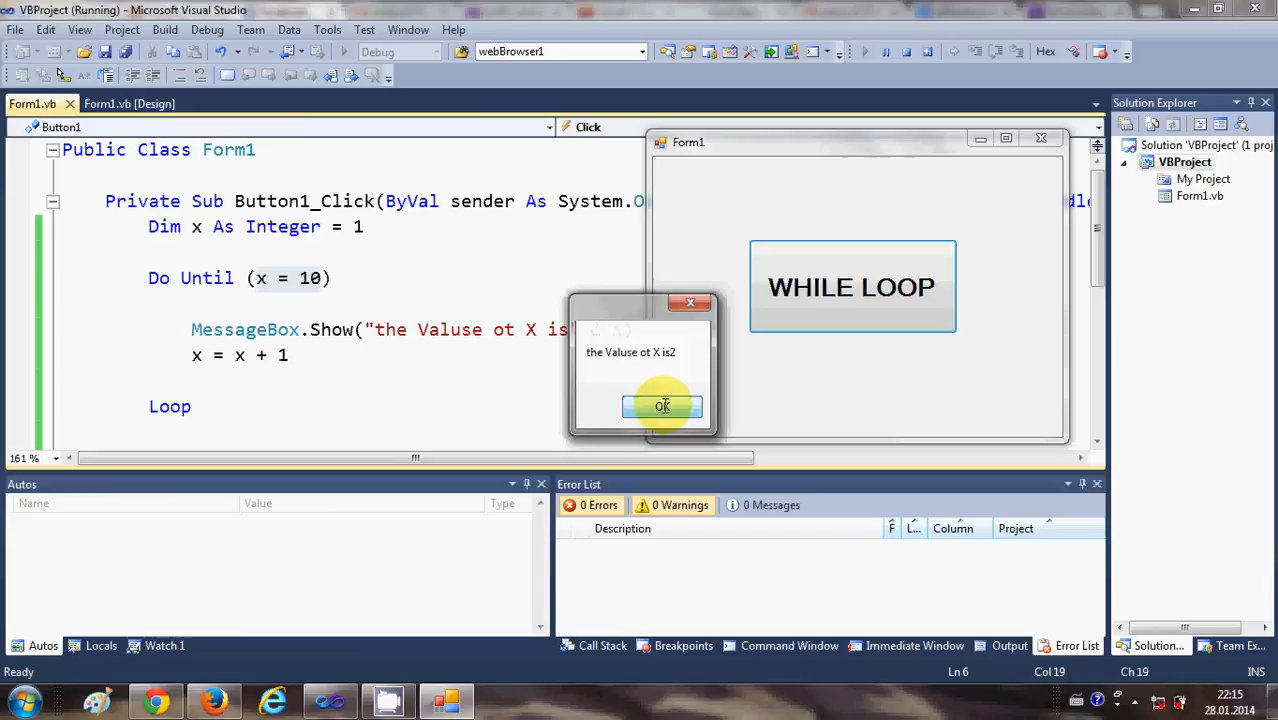 VBProject (Running) - Microsoft Visual Studio
File Edit View Project Build Debug Team Data Tools Test Window Help
Debug webBrowser1 Hex
Form1.vb Form1.vb [Design] Solution Explorer
Button1 Click
Form1
Public Class Form1
Solution 'VBProject' (1 proj
VBProject
My Project
Form1.vb
Private Sub Button1_Click(ByVal sender As System.O
Dim x As Integer = 1
Do Until (x = 10)
WHILE LOOP
MessageBox.Show("the Valuse ot X is"
the Valuse ot X is2
x = x + 1
OK
Loop
161 %
Autos Error List
Name Value Type
0 Errors 0 Warnings 0 Messages
Description F L... Column Project
Autos Locals Watch 1 Call Stack Breakpoints Command Window Immediate Window Output Error List Solution... Team Ex...
Ready Ln 6 Col 19 Ch 19 INS
22:15
28.01.2014